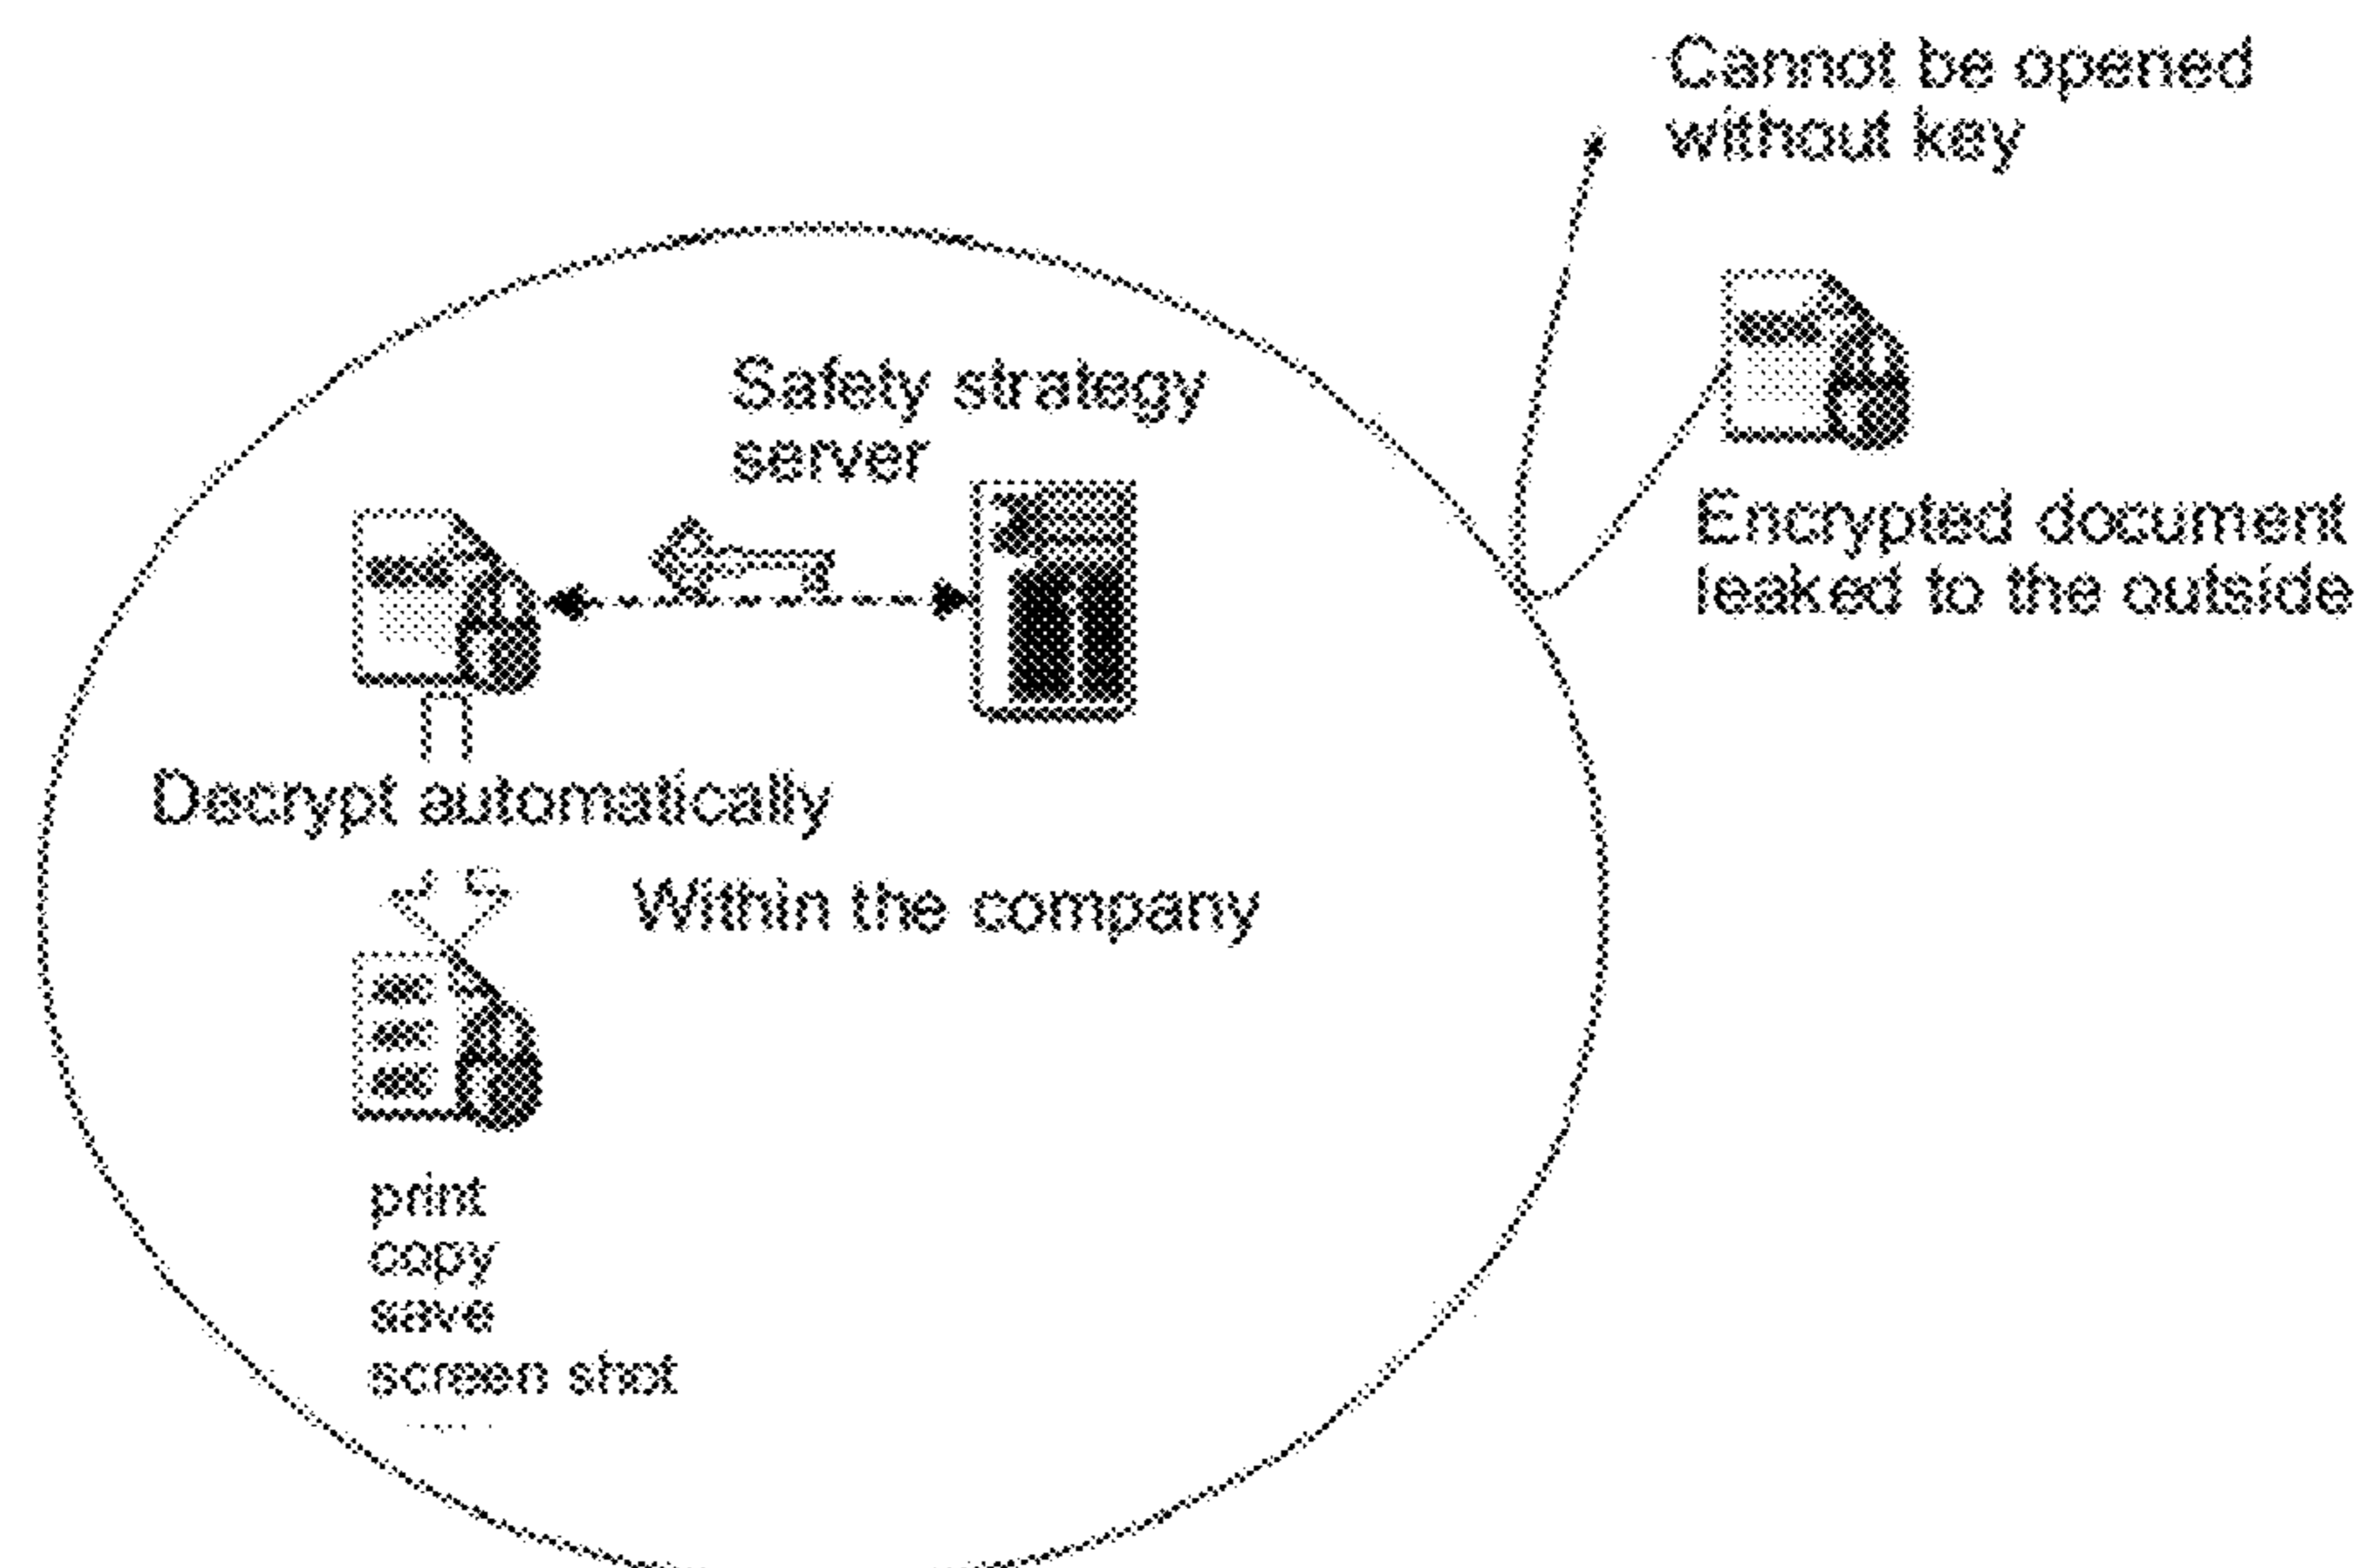 Cannot be opened
without key
Safety strategy
server
Encrypted document
leaked to the outside
Decrypt automatically
Within the company
print
copy
save
screen shot